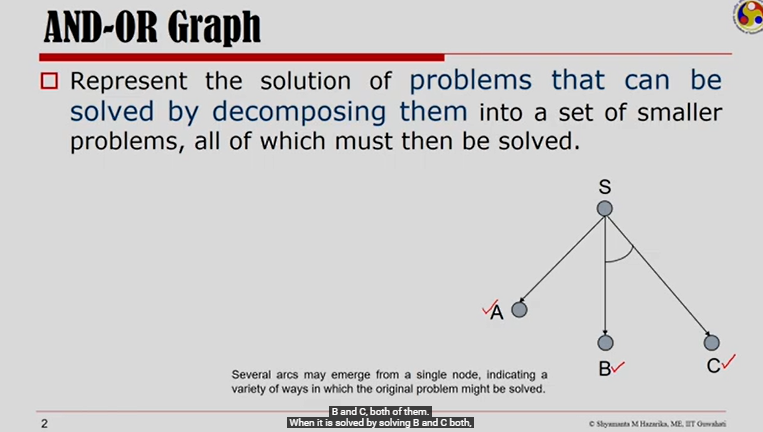 AND-OR Graph
Represent the solution of problems that can be
solved by decomposing them into a set of smaller
problems, all of which must then be solved.
S
A
B
C
Several arcs may emerge from a single node, indicating a
variety of ways in which the original problem might be solved.
B and C, both of them.
When it is solved by solving B and C both,
2
© Shyamanta M Hazarika, ME, IIT Guwahati